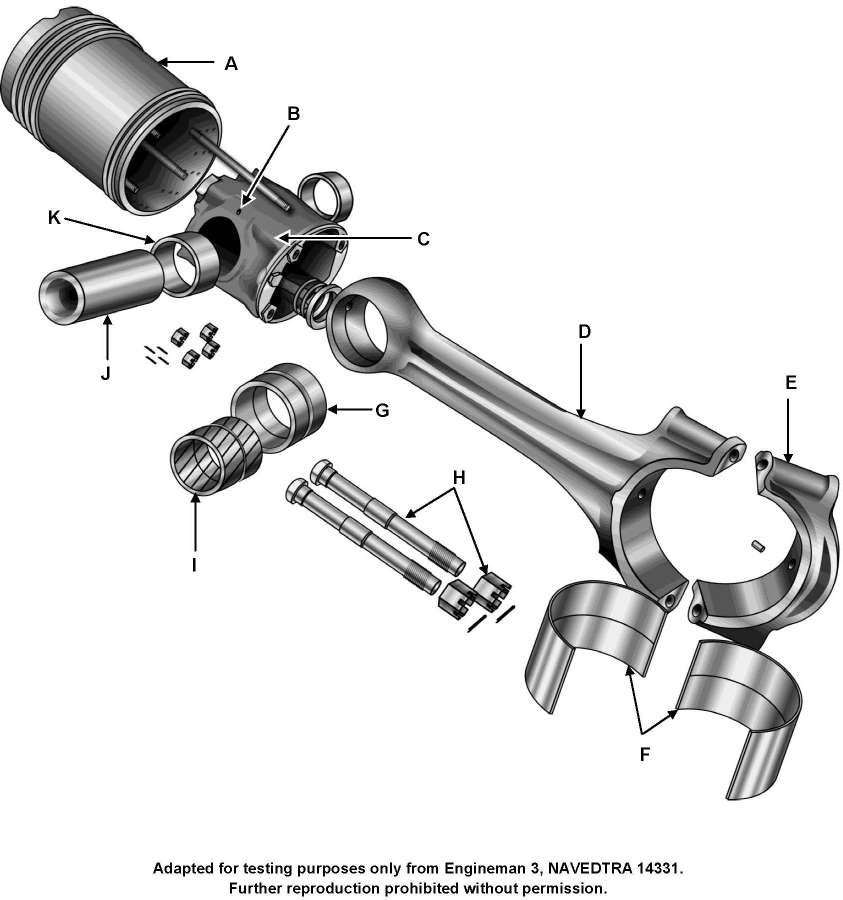 A
B
K
C
J
D
E
G
H
I
F
Adapted for testing purposes only from Engineman 3, NAVEDTRA 14331.
Further reproduction prohibited without permission.